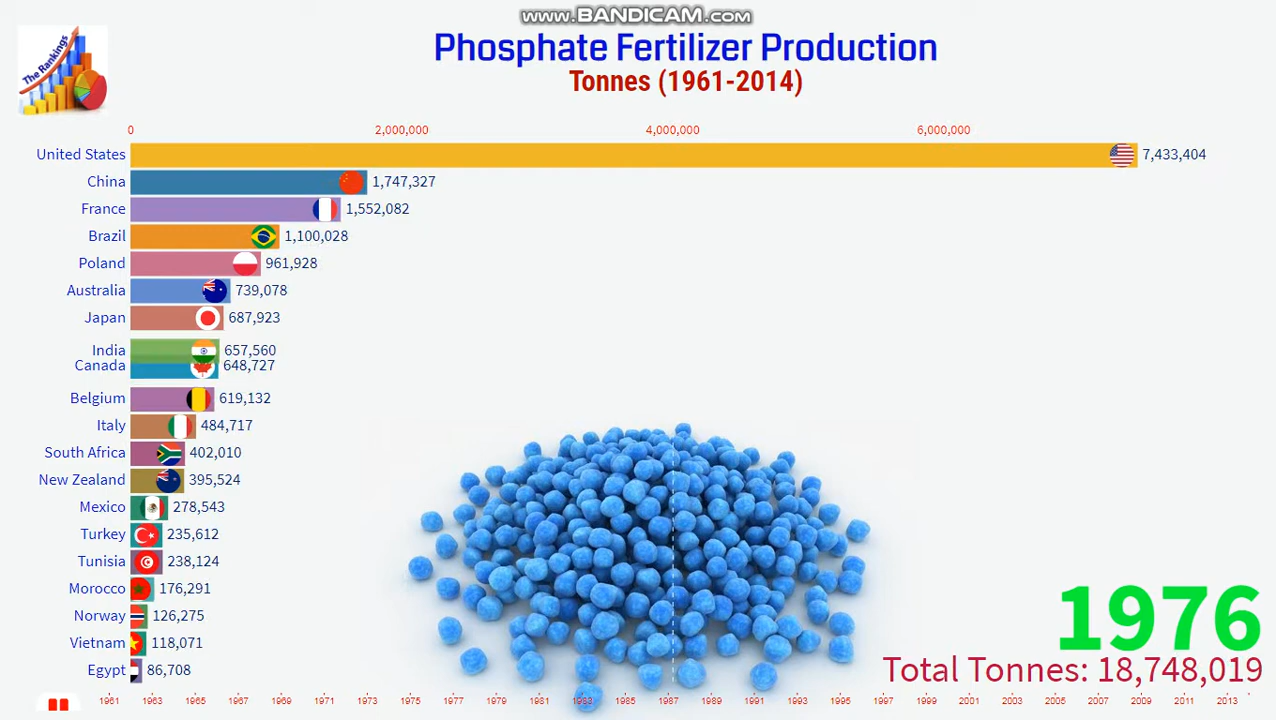 www.BANDICAM.com
The Rankings
Phosphate Fertilizer Production
Tonnes (1961-2014)
0 2,000,000 4,000,000 6,000,000
United States 7,433,404
China 1,747,327
France 1,552,082
Brazil 1,100,028
Poland 961,928
Australia 739,078
Japan 687,923
India 657,560
Canada 648,727
Belgium 619,132
Italy 484,717
South Africa 402,010
New Zealand 395,524
Mexico 278,543
Turkey 235,612
Tunisia 238,124
Morocco 176,291
Norway 126,275
Vietnam 118,071
Egypt 86,708
1976
Total Tonnes: 18,748,019
1961 1963 1965 1967 1969 1971 1973 1975 1977 1979 1981 1983 1985 1987 1989 1991 1993 1995 1997 1999 2001 2003 2005 2007 2009 2011 2013